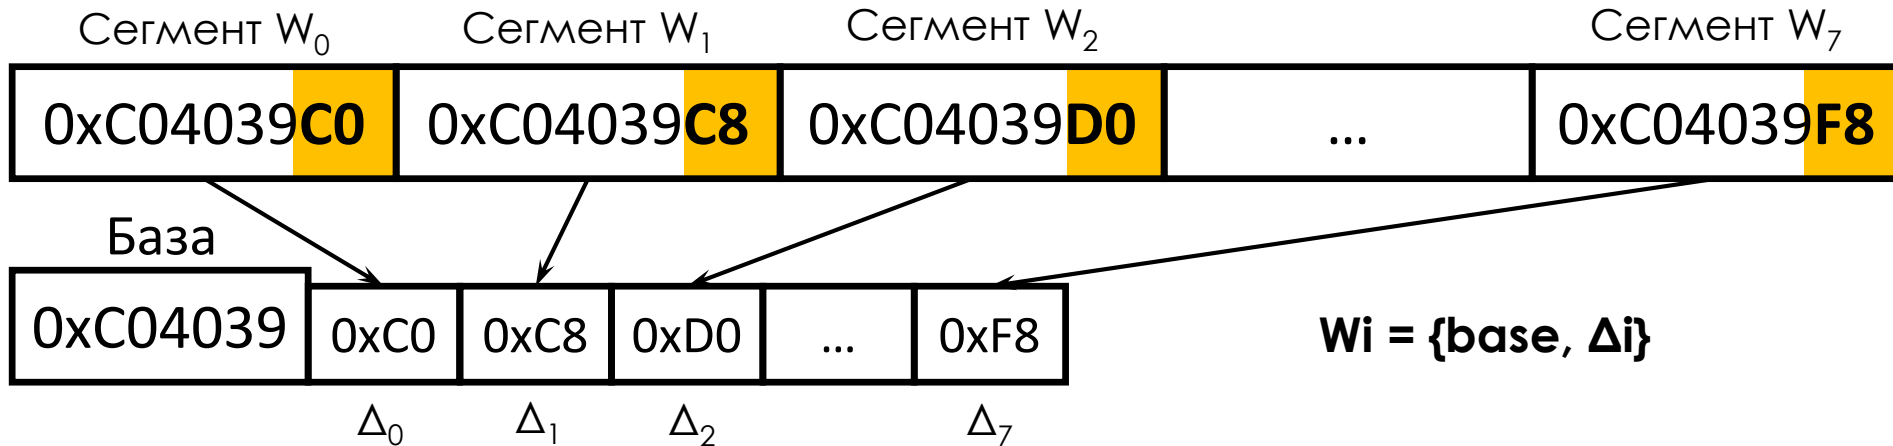 Сегмент W0 Сегмент W1 Сегмент W2 Сегмент W7
0xC04039C0 0xC04039C8 0xC04039D0 ... 0xC04039F8
База
0xC04039 0xC0 0xC8 0xD0 ... 0xF8 Wi = {base, Δi}
Δ0 Δ1 Δ2 Δ7